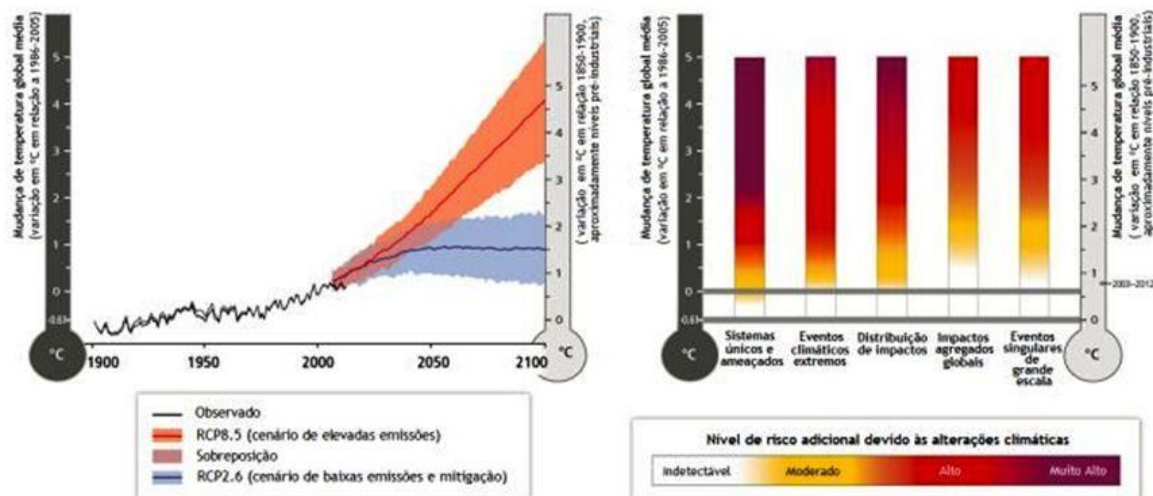 Mudança de temperatura global média
(variação em °C em relação a 1986-2005)
°C
5
4
3
2
1
0
-0.61
°C
1900
1950
2000
2050
2100
°C
5
4
3
2
1
0
°C
(variação em °C em relação 1850-1900,
aproximadamente níveis pré-industriais)
Observado
RCP8.5 (cenário de elevadas emissões)
Sobreposição
RCP2.6 (cenário de baixas emissões e mitigação)
Mudança de temperatura global média
(variação em °C em relação a 1986-2005)
°C
5
4
3
2
1
0
-0.61
°C
Sistemas
únicos e
ameaçados
Eventos
climáticos
extremos
Distribuição
de impactos
Impactos
agregados
globais
Eventos
singulares
de
grande
escala
°C
5
4
3
2
1
0
2003-2012
°C
Mudança de temperatura global média
(variação em °C em relação 1850-1900,
aproximadamente níveis pré-industriais)
Nível de risco adicional devido às alterações climáticas
Indetectável
Moderado
Alto
Muito Alto